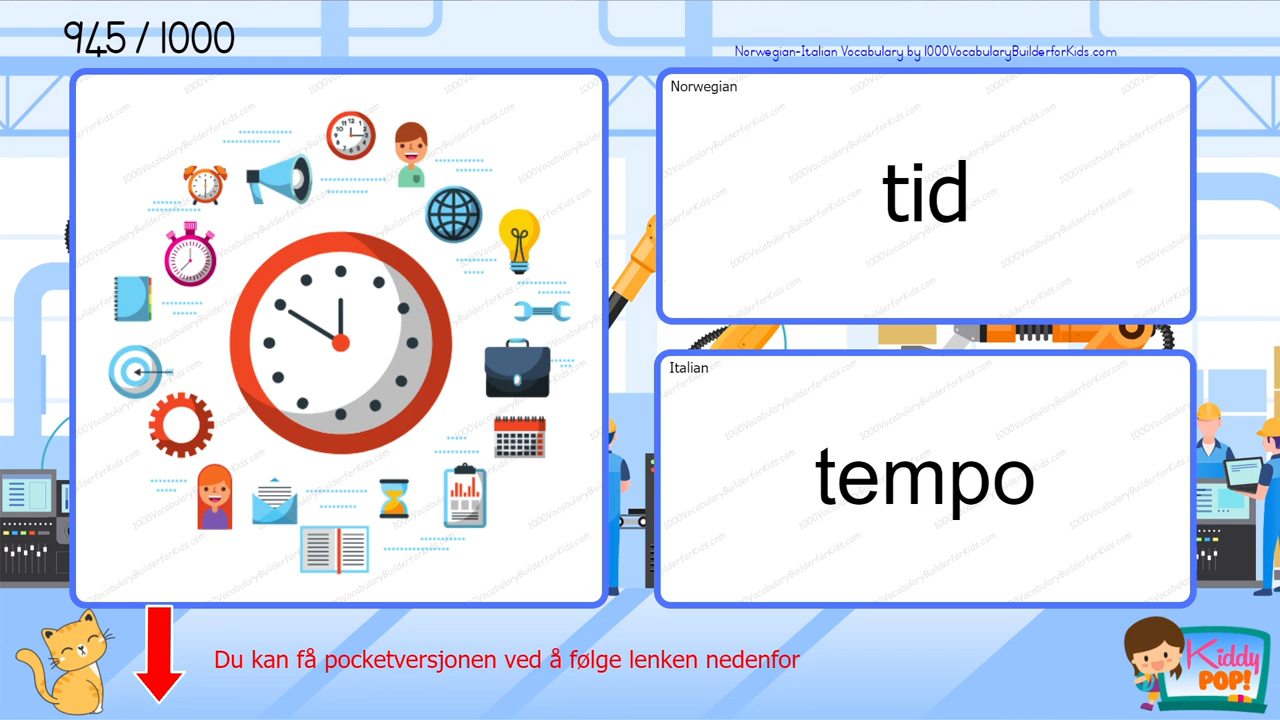 945 / 1000
Norwegian-Italian Vocabulary by 1000VocabularyBuilderforKids.com
Norwegian
tid
Italian
tempo
Du kan få pocketversjonen ved å følge lenken nedenfor
Kiddy
POP!